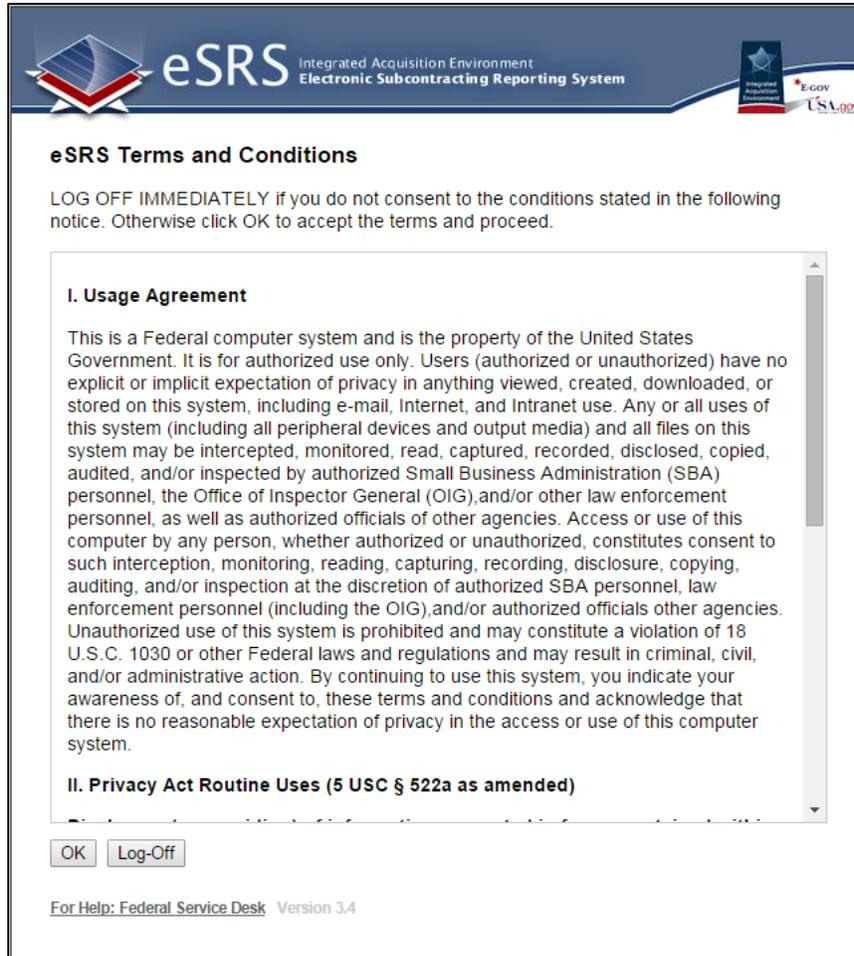 eSRS Integrated Acquisition Environment
Electronic Subcontracting Reporting System
Integrated
Acquisition
Environment
E-GOV
USA.gov
eSRS Terms and Conditions
LOG OFF IMMEDIATELY if you do not consent to the conditions stated in the following
notice. Otherwise click OK to accept the terms and proceed.
I. Usage Agreement
This is a Federal computer system and is the property of the United States
Government. It is for authorized use only. Users (authorized or unauthorized) have no
explicit or implicit expectation of privacy in anything viewed, created, downloaded, or
stored on this system, including e-mail, Internet, and Intranet use. Any or all uses of
this system (including all peripheral devices and output media) and all files on this
system may be intercepted, monitored, read, captured, recorded, disclosed, copied,
audited, and/or inspected by authorized Small Business Administration (SBA)
personnel, the Office of Inspector General (OIG),and/or other law enforcement
personnel, as well as authorized officials of other agencies. Access or use of this
computer by any person, whether authorized or unauthorized, constitutes consent to
such interception, monitoring, reading, capturing, recording, disclosure, copying,
auditing, and/or inspection at the discretion of authorized SBA personnel, law
enforcement personnel (including the OIG),and/or authorized officials other agencies.
Unauthorized use of this system is prohibited and may constitute a violation of 18
U.S.C. 1030 or other Federal laws and regulations and may result in criminal, civil,
and/or administrative action. By continuing to use this system, you indicate your
awareness of, and consent to, these terms and conditions and acknowledge that
there is no reasonable expectation of privacy in the access or use of this computer
system.
II. Privacy Act Routine Uses (5 USC § 522a as amended)
OK Log-Off
For Help: Federal Service Desk Version 3.4